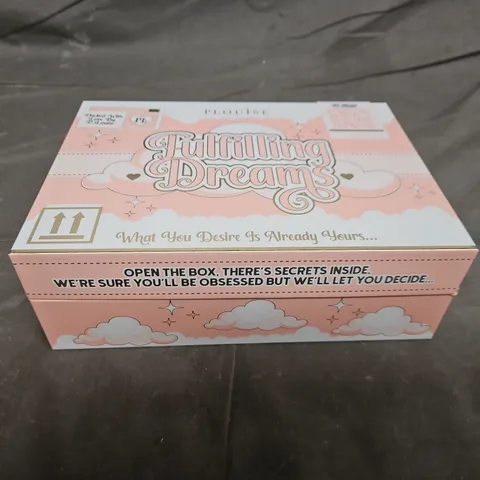 PLOUISE
PL
Fulfilling
Dreams
What You Desire Is Already Yours...
OPEN THE BOX, THERE'S SECRETS INSIDE.
WE'RE SURE YOU'LL BE OBSESSED BUT WE'LL LET YOU DECIDE...